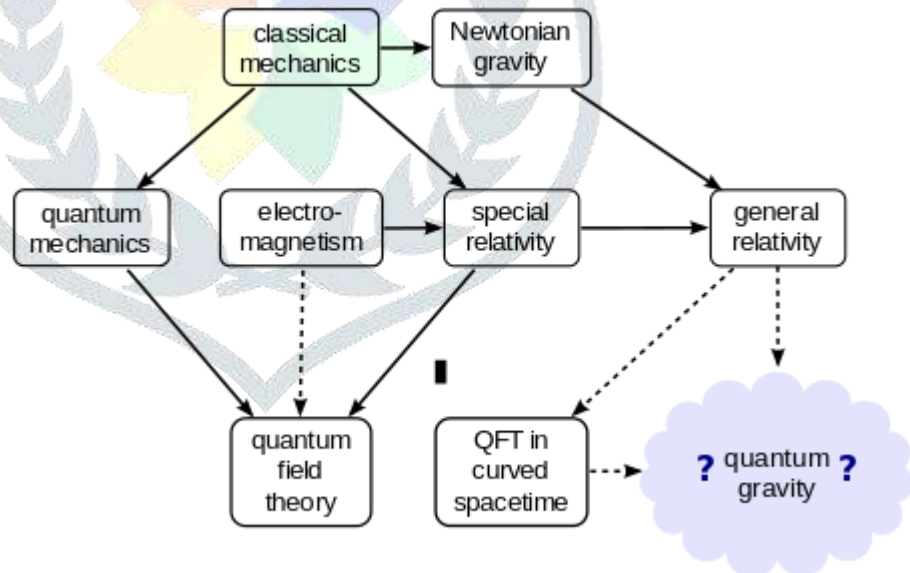 classical
mechanics
Newtonian
gravity
quantum
mechanics
electro-
magnetism
special
relativity
general
relativity
quantum
field
theory
QFT in
curved
spacetime
? quantum ?
gravity